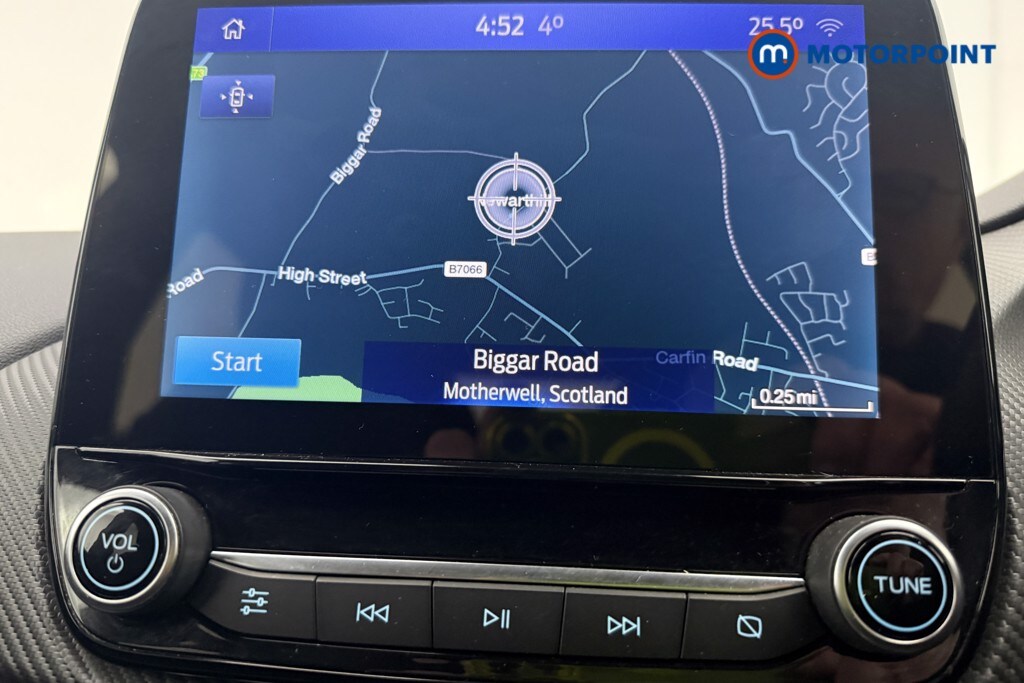 4:52 4° 25.5°
m MOTORPOINT
Biggar Road
Road High Street B7066
Start
Biggar Road
Motherwell, Scotland
Carfin Road
0.25mi
VOL
TUNE